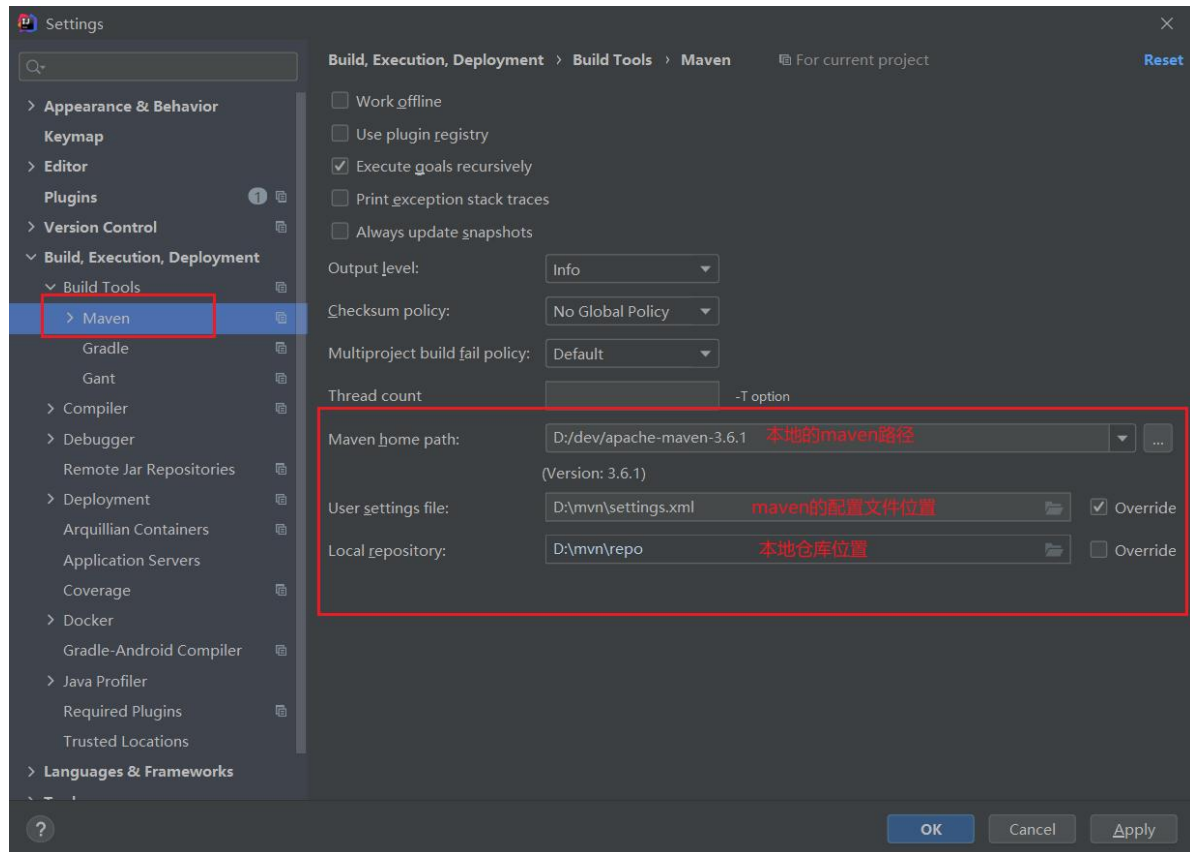 Settings
Build, Execution, Deployment › Build Tools › Maven For current project Reset
Appearance & Behavior
Keymap
Editor
Plugins 1
Version Control
Build, Execution, Deployment
Build Tools
Maven
Gradle
Gant
Compiler
Debugger
Remote Jar Repositories
Deployment
Arquillian Containers
Application Servers
Coverage
Docker
Gradle-Android Compiler
Java Profiler
Required Plugins
Trusted Locations
Languages & Frameworks
Work offline
Use plugin registry
Execute goals recursively
Print exception stack traces
Always update snapshots
Output level: Info
Checksum policy: No Global Policy
Multiproject build fail policy: Default
Thread count -T option
Maven home path: D:/dev/apache-maven-3.6.1 本地的maven路径 ...
(Version: 3.6.1)
User settings file: D:\mvn\settings.xml maven的配置文件位置 Override
Local repository: D:\mvn\repo 本地仓库位置 Override
? OK Cancel Apply